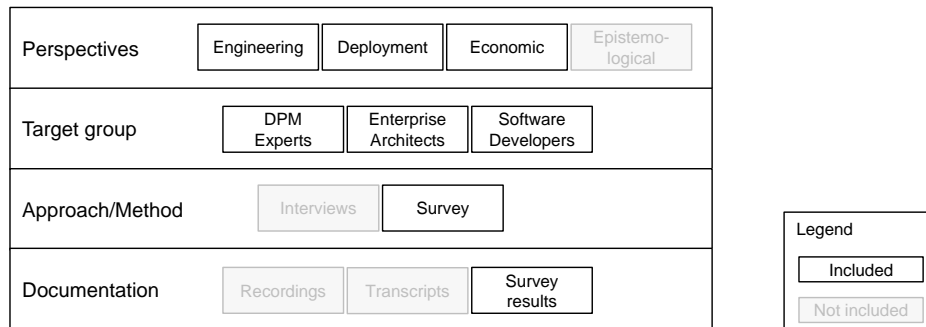 Perspectives
Engineering
Deployment
Economic
Epistemo-
logical
Target group
DPM
Experts
Enterprise
Architects
Software
Developers
Approach/Method
Interviews
Survey
Documentation
Recordings
Transcripts
Survey
results
Legend
Included
Not included